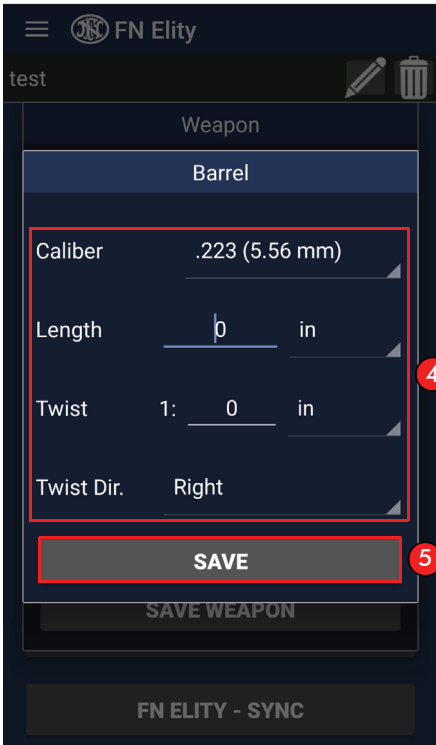 FN Elity
test
Weapon
Barrel
Caliber .223 (5.56 mm)
Length 0 in
4
Twist 1: 0 in
Twist Dir. Right
SAVE 5
SAVE WEAPON
FN ELITY - SYNC